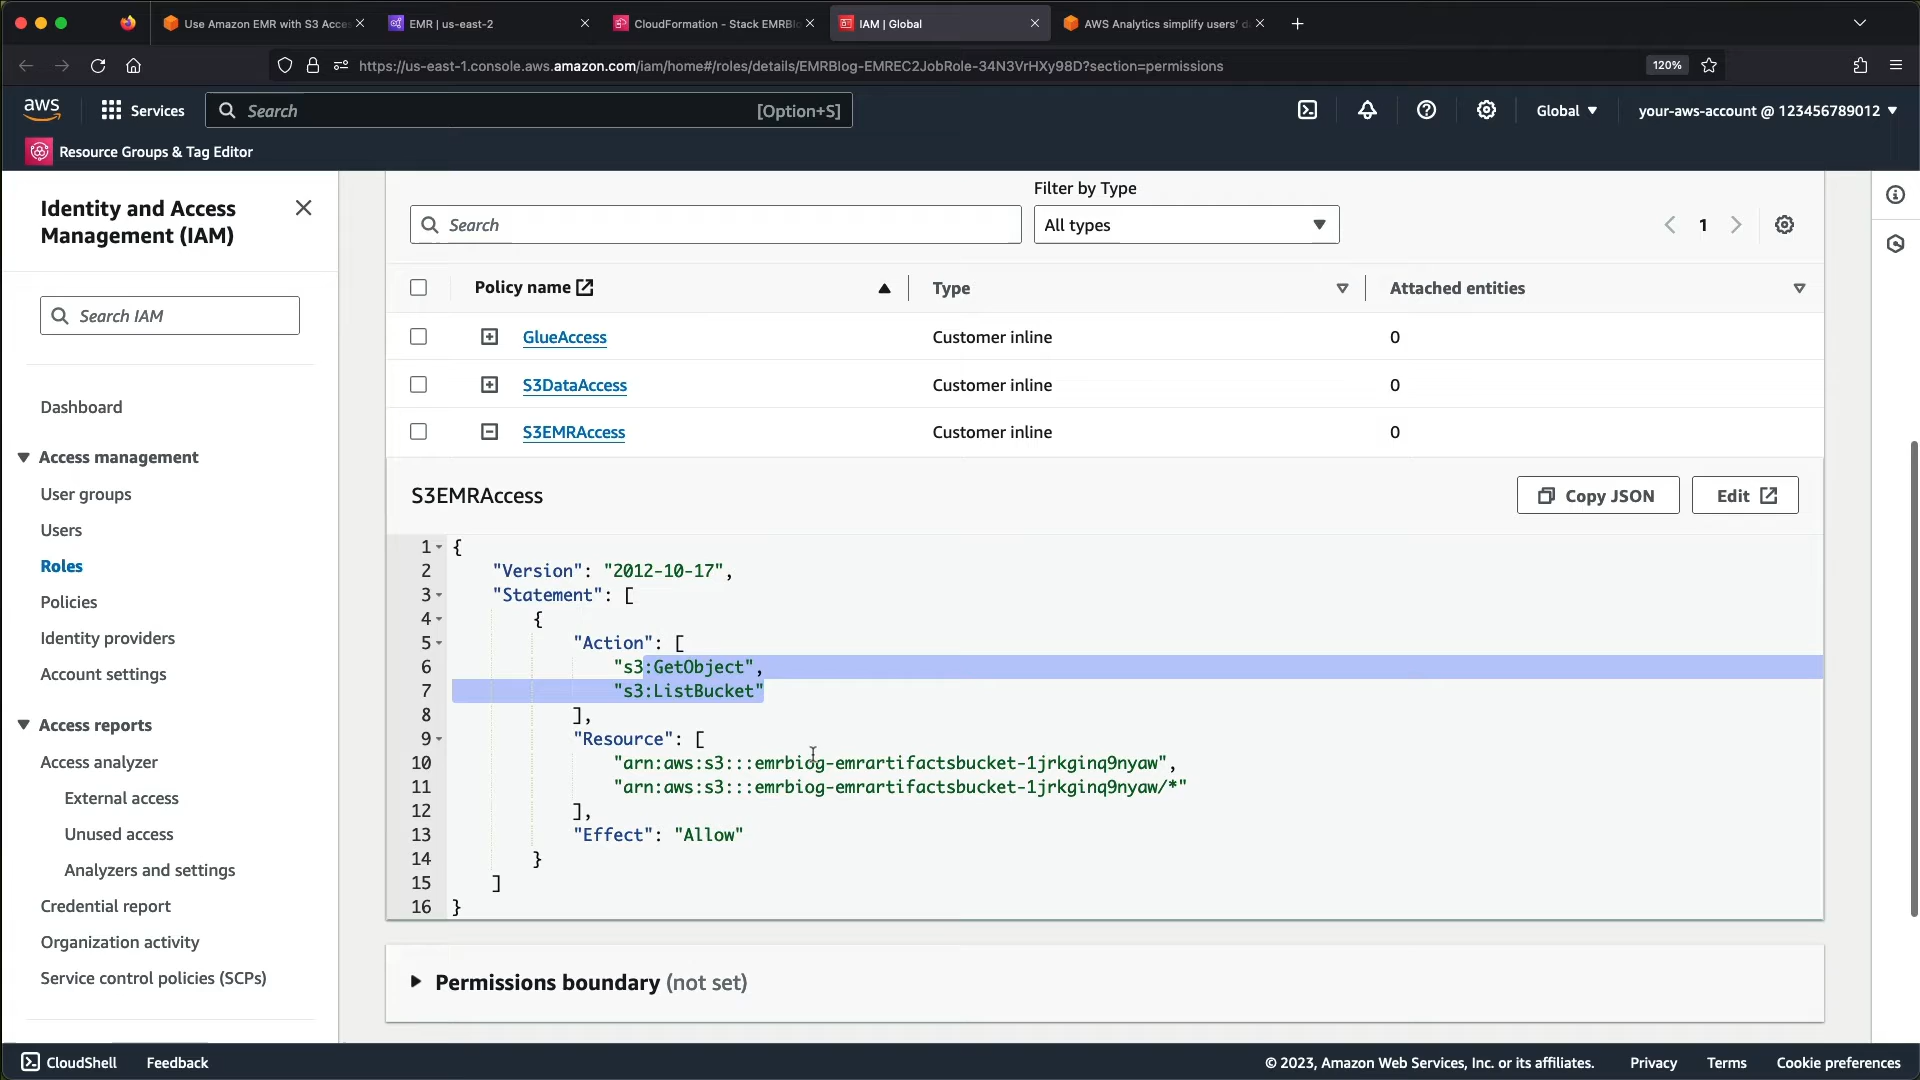 Use Amazon EMR with S3 Acce
EMR | us-east-2
CloudFormation - Stack EMRBl
IAM | Global
AWS Analytics simplify users' d
https://us-east-1.console.aws.amazon.com/iam/home#/roles/details/EMRBlog-EMREC2JobRole-34N3VrHXy98D?section=permissions
120%
aws
Services
Search
[Option+S]
Global
your-aws-account @ 123456789012
Resource Groups & Tag Editor
Identity and Access
Management (IAM)
Search IAM
Dashboard
Access management
User groups
Users
Roles
Policies
Identity providers
Account settings
Access reports
Access analyzer
External access
Unused access
Analyzers and settings
Credential report
Organization activity
Service control policies (SCPs)
Filter by Type
Search
All types
1
Policy name
Type
Attached entities
GlueAccess
Customer inline
0
S3DataAccess
Customer inline
0
S3EMRAccess
Customer inline
0
S3EMRAccess
Copy JSON
Edit
1 {
2 "Version": "2012-10-17",
3 "Statement": [
4 {
5 "Action": [
6 "s3:GetObject",
7 "s3:ListBucket"
8 ],
9 "Resource": [
10 "arn:aws:s3:::emrbiog-emrartifactsbucket-1jrkginq9nyaw",
11 "arn:aws:s3:::emrbiog-emrartifactsbucket-1jrkginq9nyaw/*"
12 ],
13 "Effect": "Allow"
14 }
15 ]
16 }
Permissions boundary (not set)
CloudShell
Feedback
© 2023, Amazon Web Services, Inc. or its affiliates.
Privacy
Terms
Cookie preferences